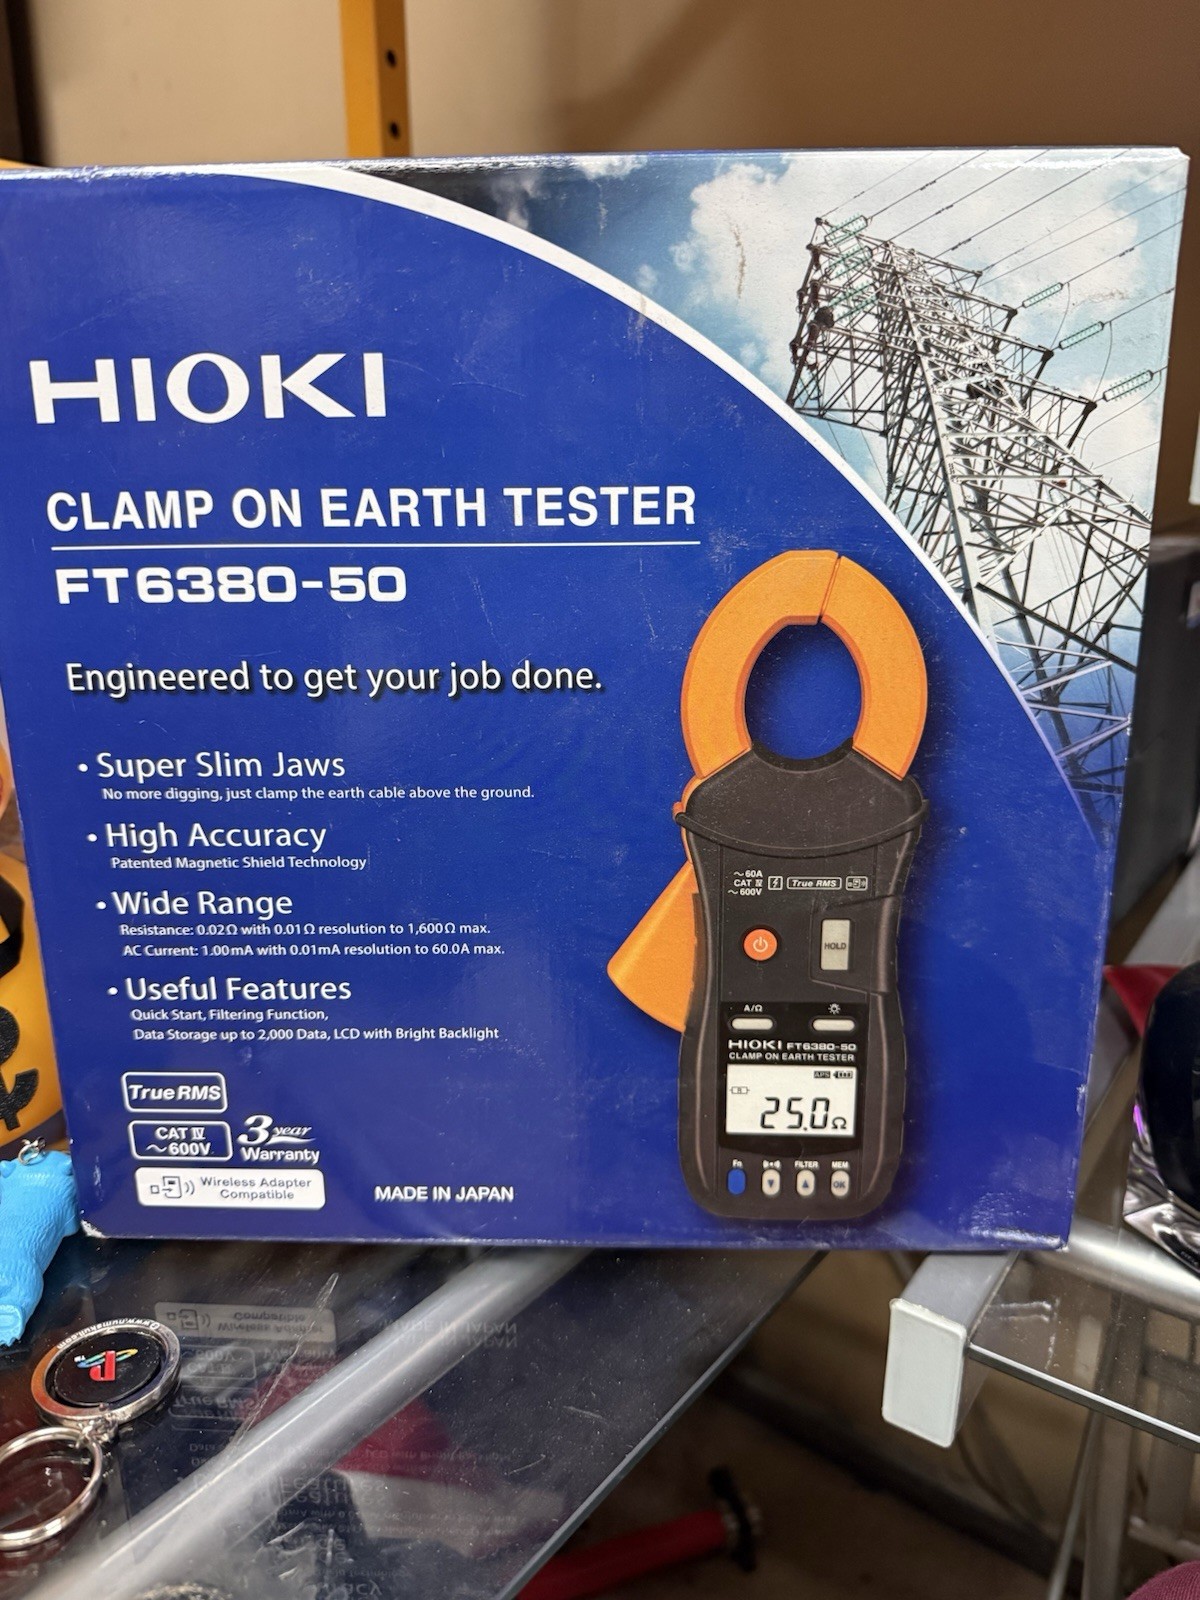 HIOKI
CLAMP ON EARTH TESTER
FT6380-50
Engineered to get your job done.
• Super Slim Jaws
No more digging, just clamp the earth cable above the ground.
• High Accuracy
Patented Magnetic Shield Technology
• Wide Range
Resistance: 0.02Ω with 0.01Ω resolution to 1,600Ω max.
AC Current: 1.00mA with 0.01mA resolution to 60.0A max.
• Useful Features
Quick Start, Filtering Function,
Data Storage up to 2,000 Data, LCD with Bright Backlight
True RMS
CAT IV
~600V
3 year
Warranty
Wireless Adapter
Compatible
MADE IN JAPAN
~60A
CAT IV
~600V
True RMS
HOLD
A/Ω
HIOKI FT6380-50
CLAMP ON EARTH TESTER
APS
25.0Ω
Fn
FILTER
MEM
OK
www.numskull.com